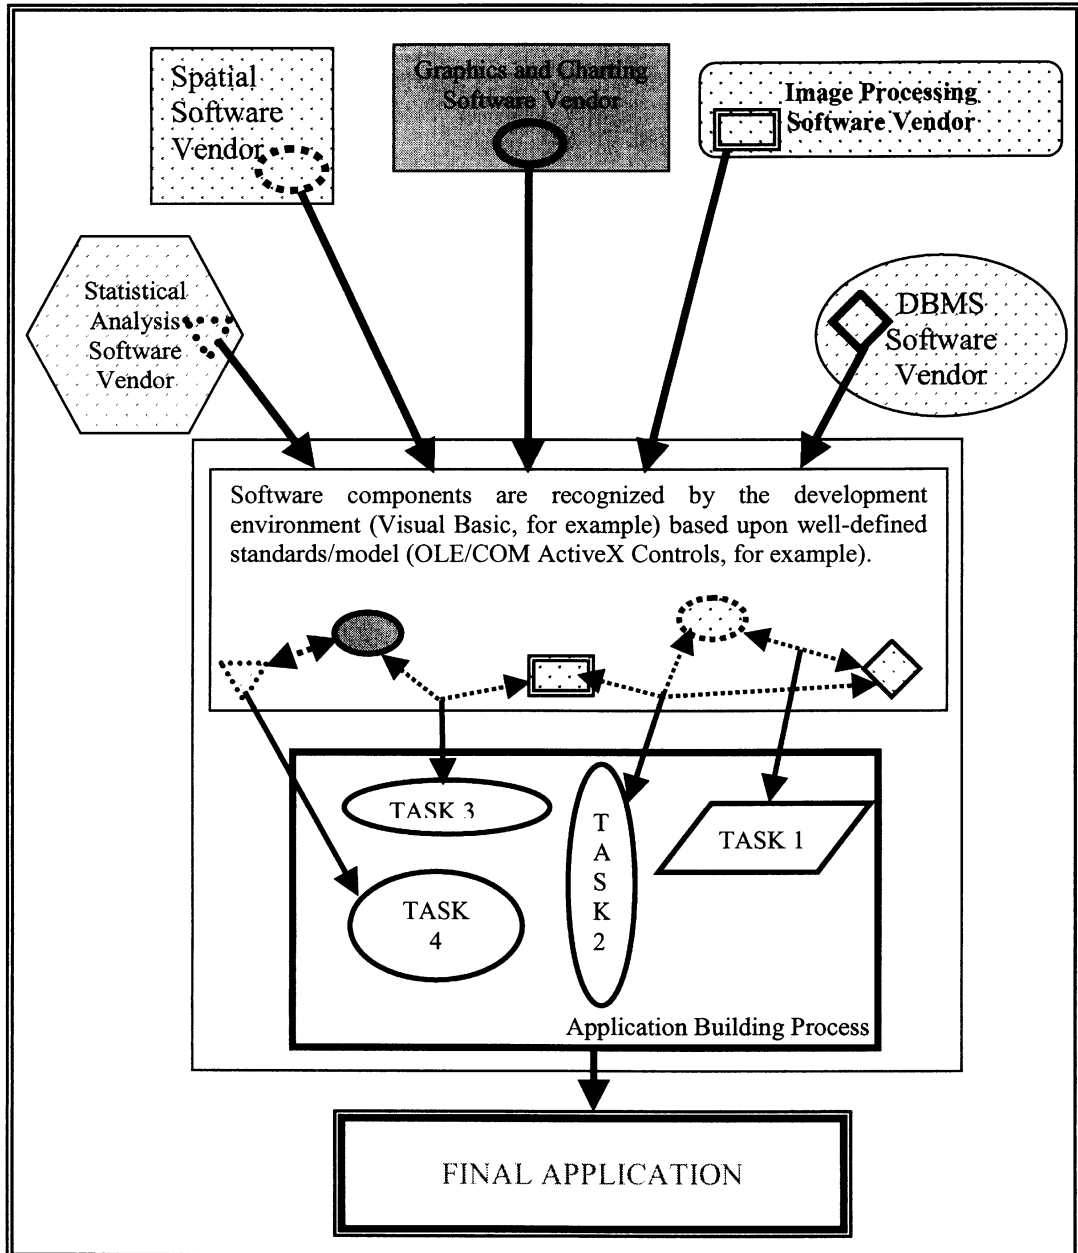 Spatial
Software
Vendor
Graphics and Charting
Software Vendor
Image Processing
Software Vendor
Statistical
Analysis
Software
Vendor
DBMS
Software
Vendor
Software components are recognized by the development
environment (Visual Basic, for example) based upon well-defined
standards/model (OLE/COM ActiveX Controls, for example).
TASK 3
T
A
S
K
2
TASK 1
TASK
4
Application Building Process
FINAL APPLICATION